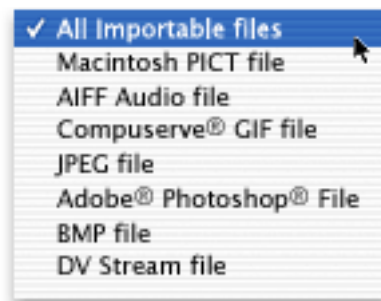 ✓ All Importable files
Macintosh PICT file
AIFF Audio file
Compuserve® GIF file
JPEG file
Adobe® Photoshop® File
BMP file
DV Stream file